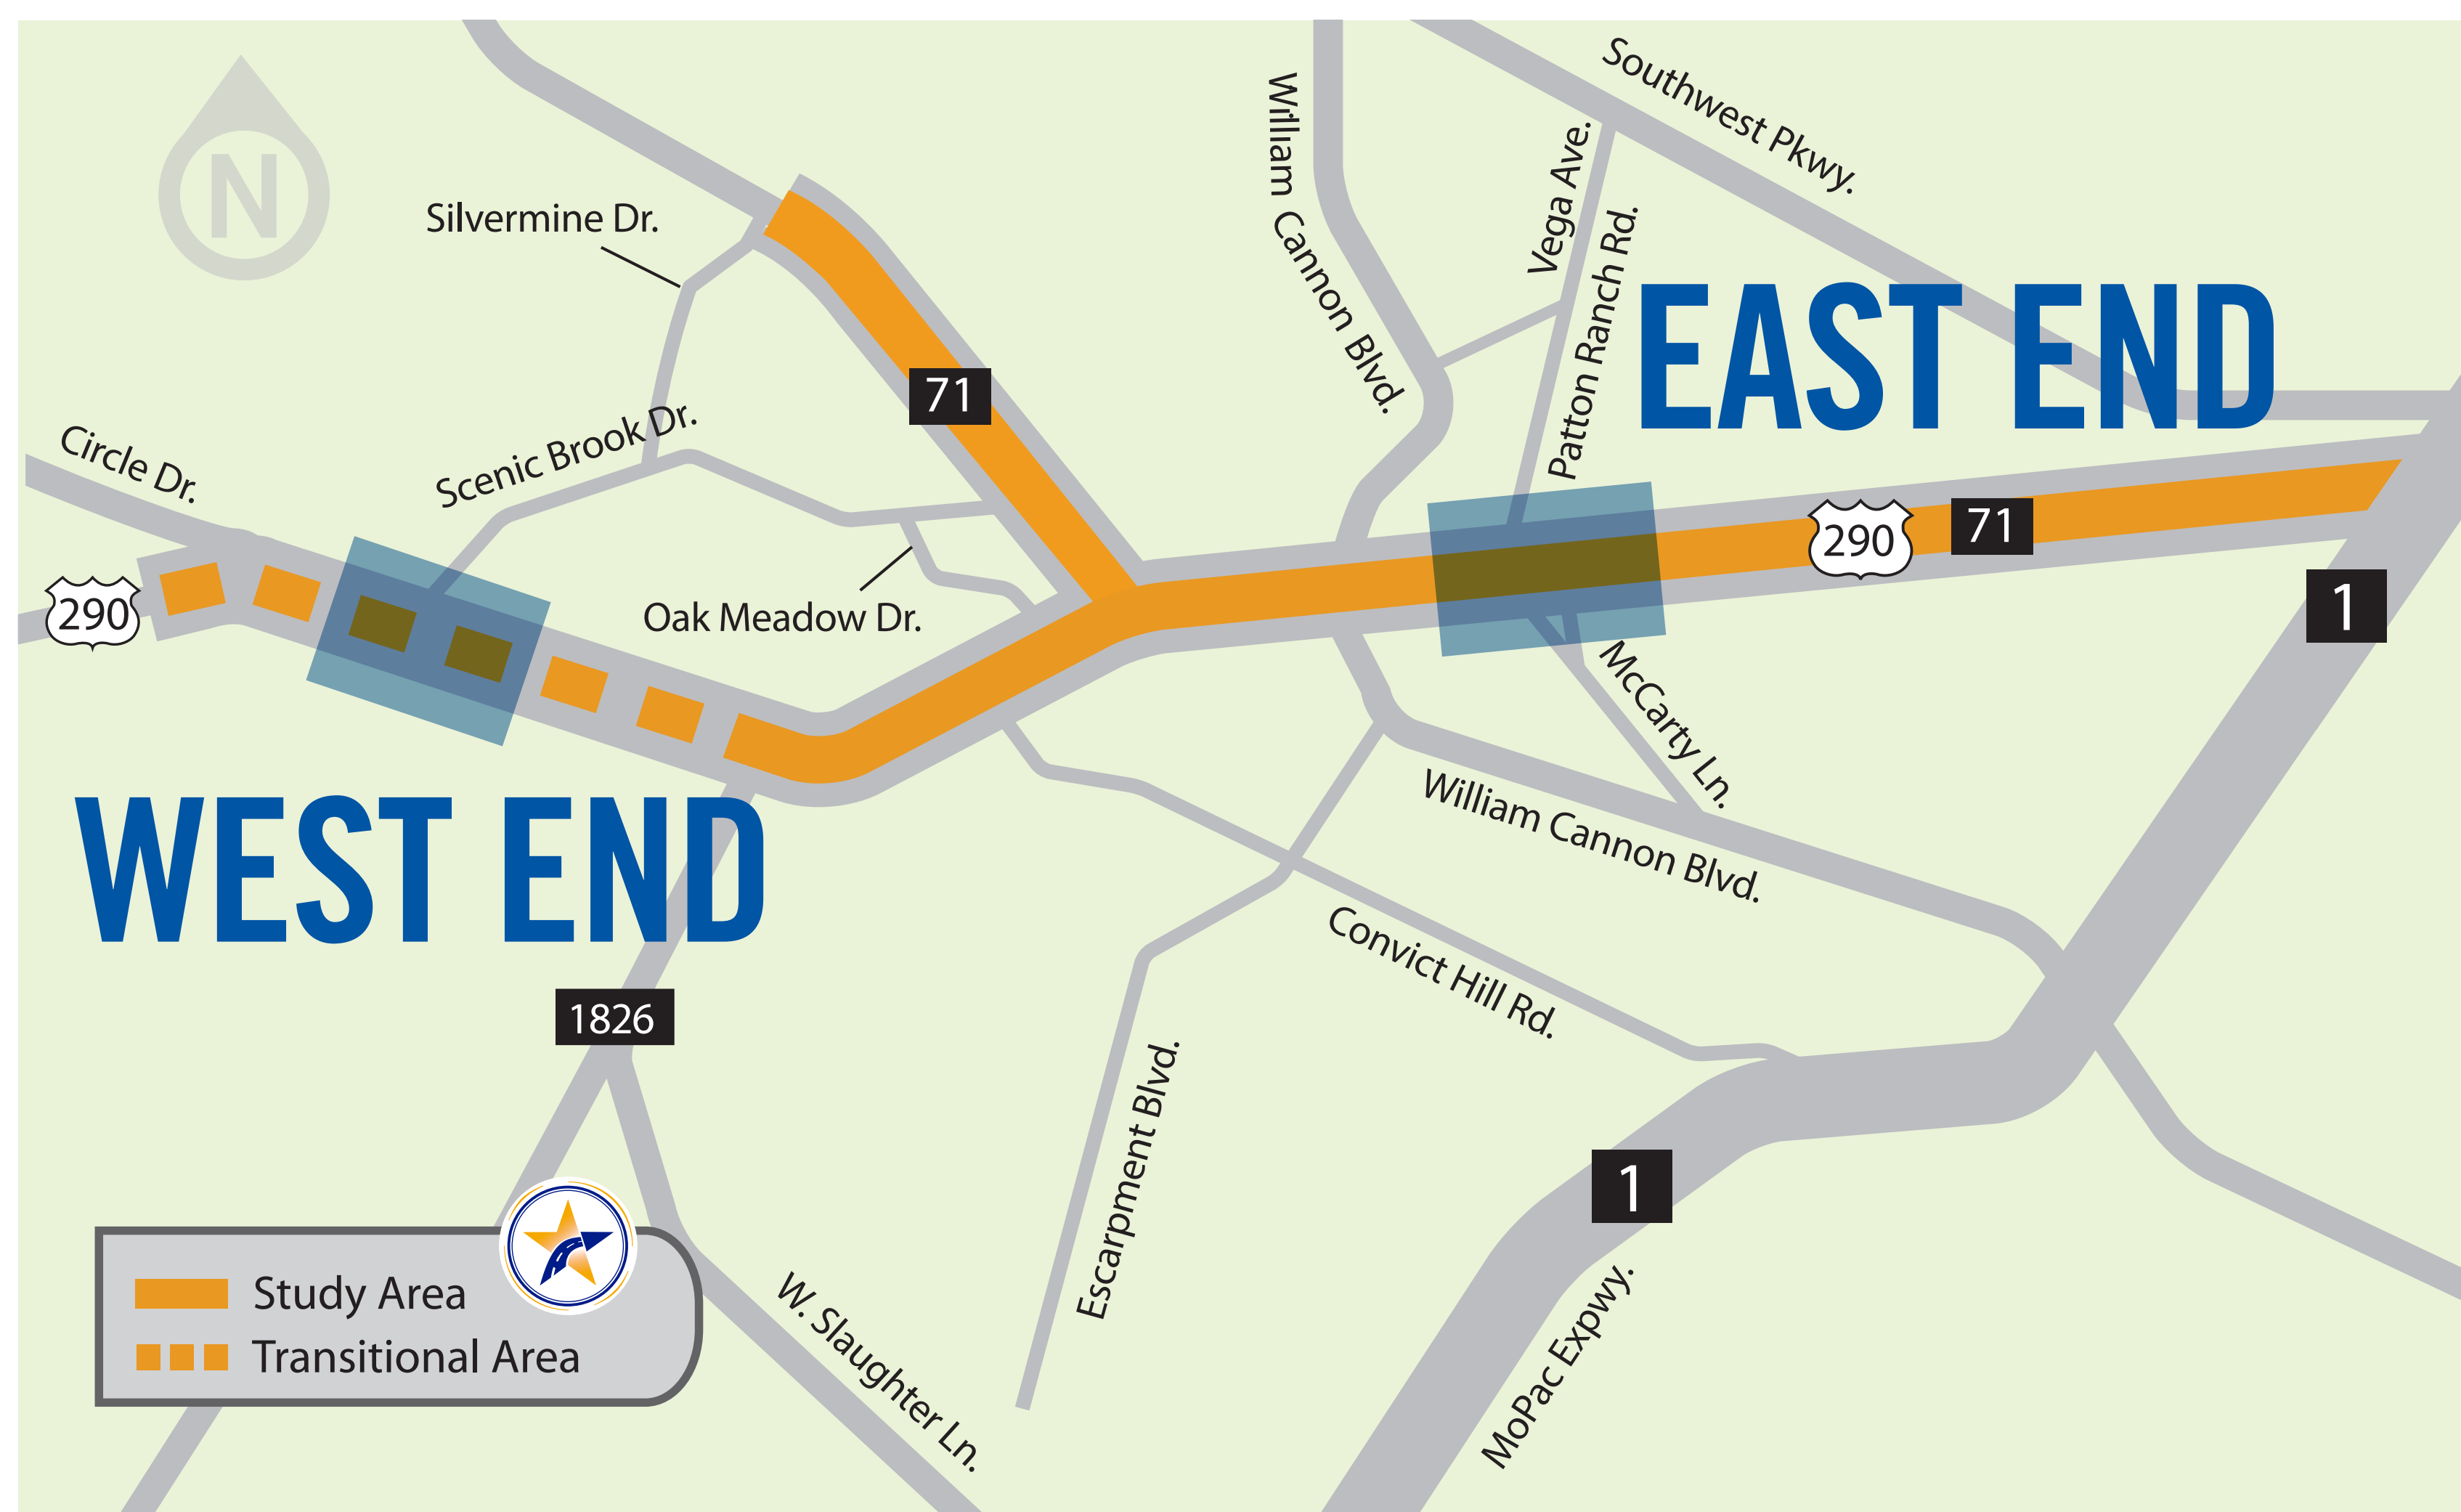 N
Southwest Pkwy.
William Cannon Blvd.
Vega Ave.
Patton Ranch Rd.
Silvermine Dr.
EAST END
71
Scenic Brook Dr.
Circle Dr.
290
71
290
1
Oak Meadow Dr.
McCarty Ln.
William Cannon Blvd.
WEST END
Convict Hill Rd.
1826
Escarpment Blvd.
1
Study Area
Transitional Area
W. Slaughter Ln.
MoPac Expwy.